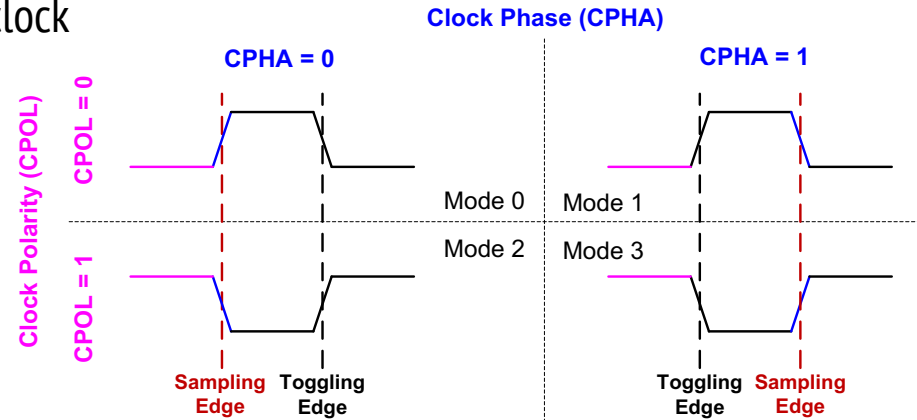 clock
Clock Phase (CPHA)
CPHA = 0
CPHA = 1
Clock Polarity (CPOL)
CPOL = 0
Mode 0
Mode 1
CPOL = 1
Mode 2
Mode 3
Sampling
Edge
Toggling
Edge
Toggling
Edge
Sampling
Edge